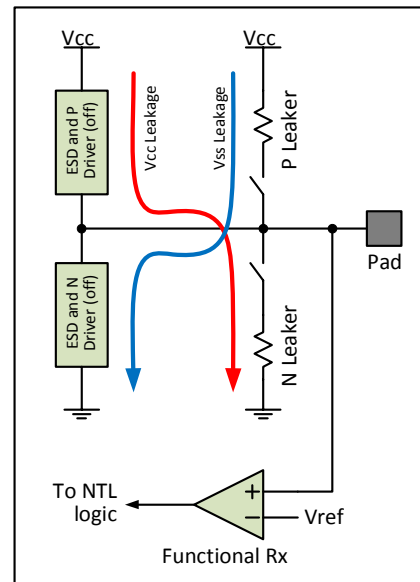 Vcc
Vcc
ESD and P
Driver (off)
Vcc Leakage
Vss Leakage
P Leaker
Pad
ESD and N
Driver (off)
N Leaker
To NTL
logic
+
−
Vref
Functional Rx